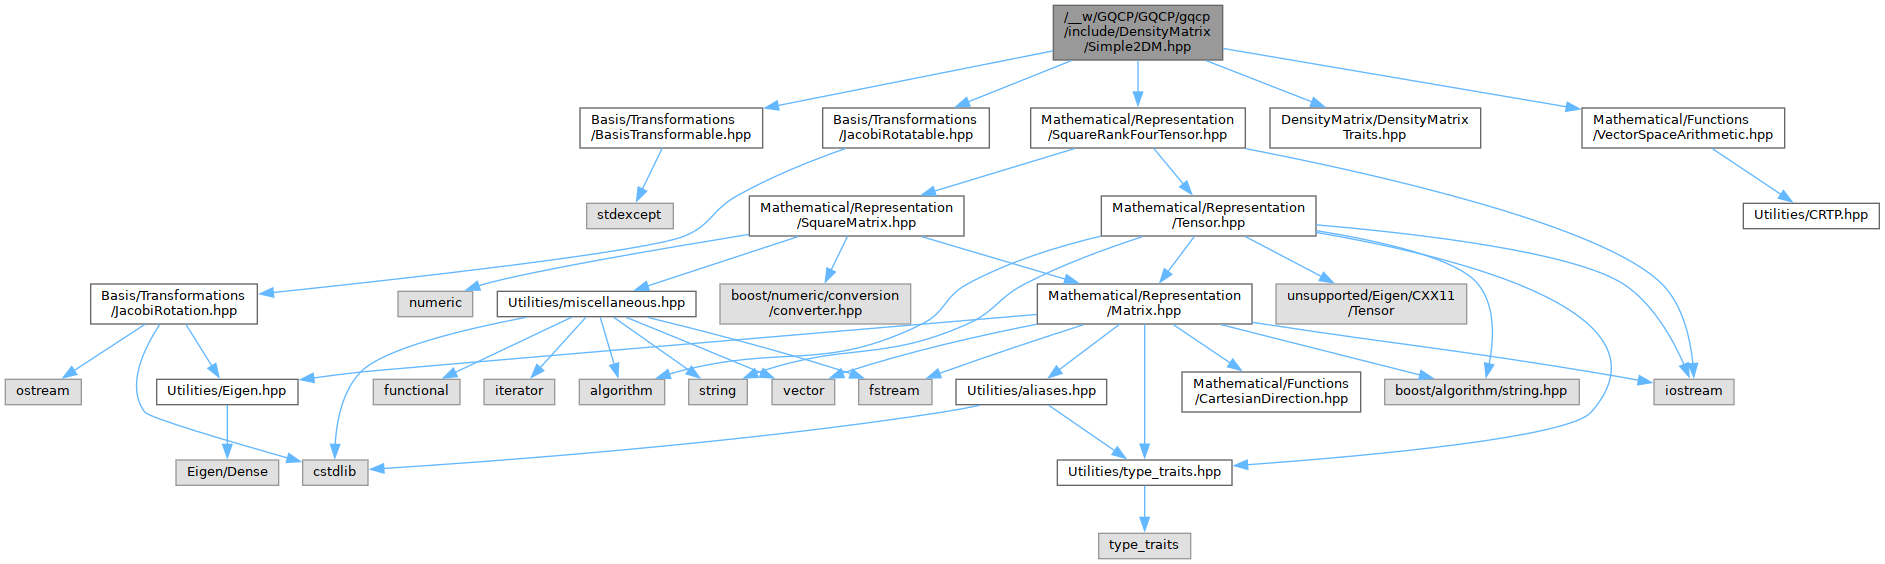 /__w/GQCP/GQCP/gqcp
/include/DensityMatrix
/Simple2DM.hpp
Basis/Transformations
/BasisTransformable.hpp
Basis/Transformations
/JacobiRotatable.hpp
Mathematical/Representation
/SquareRankFourTensor.hpp
DensityMatrix/DensityMatrix
Traits.hpp
Mathematical/Functions
/VectorSpaceArithmetic.hpp
stdexcept
Mathematical/Representation
/SquareMatrix.hpp
Mathematical/Representation
/Tensor.hpp
Utilities/CRTP.hpp
Basis/Transformations
/JacobiRotation.hpp
numeric
Utilities/miscellaneous.hpp
boost/numeric/conversion
/converter.hpp
Mathematical/Representation
/Matrix.hpp
unsupported/Eigen/CXX11
/Tensor
ostream
Utilities/Eigen.hpp
functional
iterator
algorithm
string
vector
fstream
Utilities/aliases.hpp
Mathematical/Functions
/CartesianDirection.hpp
boost/algorithm/string.hpp
iostream
Eigen/Dense
cstdlib
Utilities/type_traits.hpp
type_traits